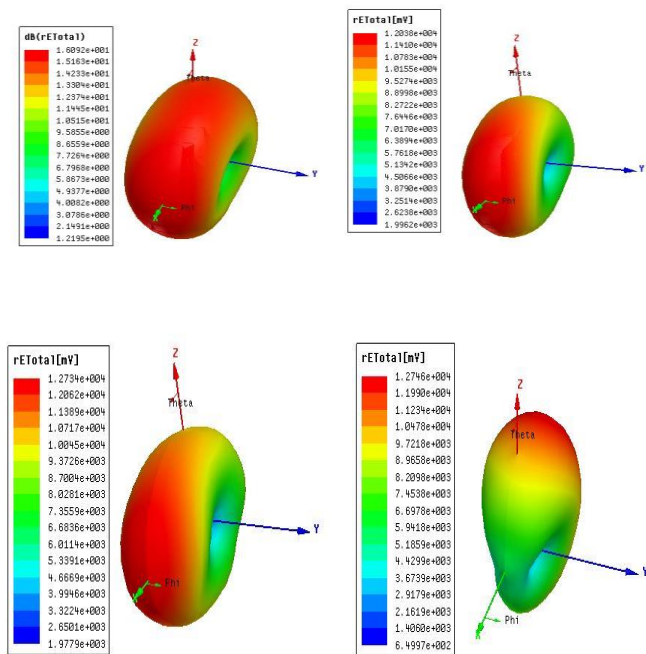 dB(rETotal)
1.6092e+001
1.5163e+001
1.4233e+001
1.3304e+001
1.2374e+001
1.1445e+001
1.0515e+001
9.5855e+000
8.6559e+000
7.7264e+000
6.7968e+000
5.8673e+000
4.9377e+000
4.0082e+000
3.0786e+000
2.1491e+000
1.2195e+000
Z
Theta
Y
X
Phi
rETotal[mV]
1.2038e+004
1.1410e+004
1.0783e+004
1.0155e+004
9.5274e+003
8.8998e+003
8.2722e+003
7.6446e+003
7.0170e+003
6.3894e+003
5.7618e+003
5.1342e+003
4.5066e+003
3.8790e+003
3.2514e+003
2.6238e+003
1.9962e+003
Z
Theta
Y
X
Phi
rETotal[mV]
1.2734e+004
1.2062e+004
1.1389e+004
1.0717e+004
1.0045e+004
9.3726e+003
8.7004e+003
8.0281e+003
7.3559e+003
6.6836e+003
6.0114e+003
5.3391e+003
4.6669e+003
3.9946e+003
3.3224e+003
2.6501e+003
1.9779e+003
Z
Theta
Y
X
Phi
rETotal[mV]
1.2746e+004
1.1990e+004
1.1234e+004
1.0478e+004
9.7218e+003
8.9658e+003
8.2098e+003
7.4538e+003
6.6978e+003
5.9418e+003
5.1859e+003
4.4299e+003
3.6739e+003
2.9179e+003
2.1619e+003
1.4060e+003
6.4997e+002
Z
Theta
Y
X
Phi